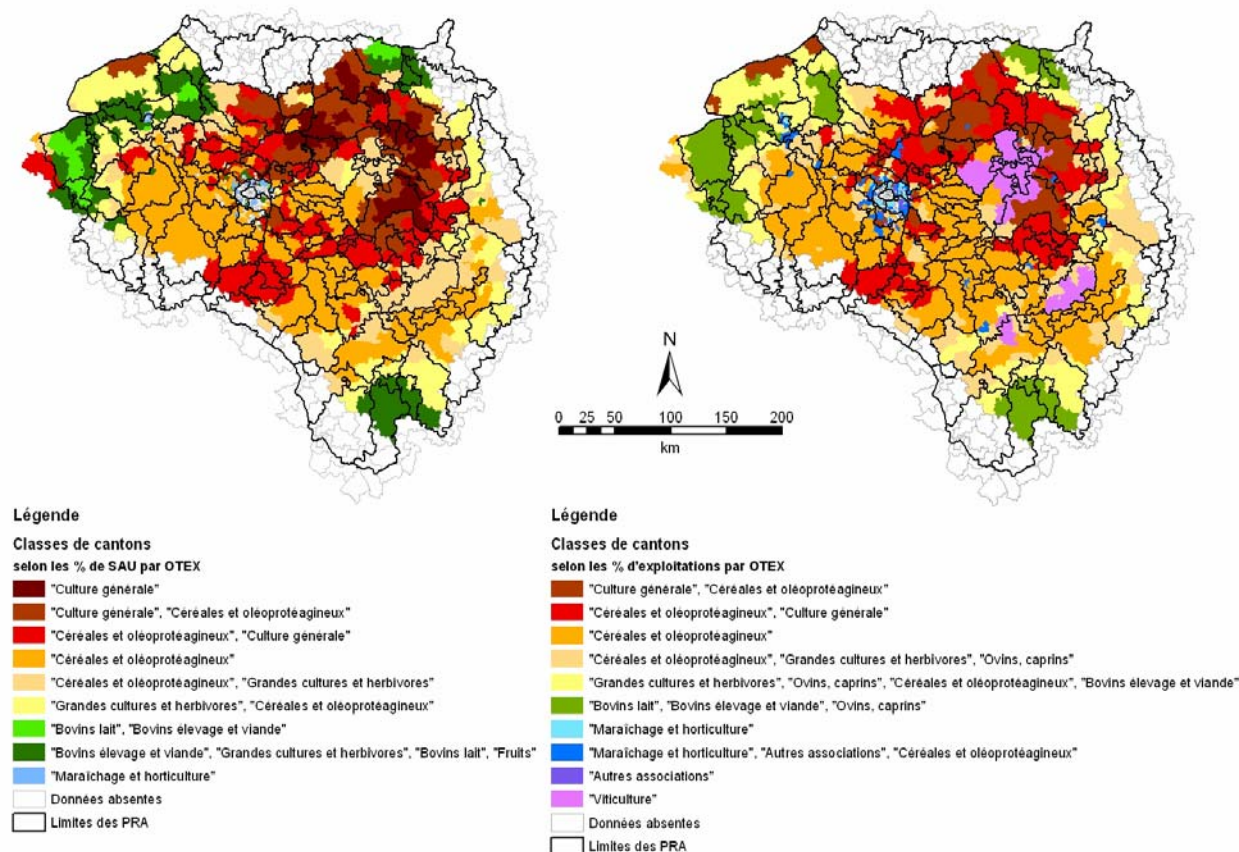 N
0 25 50 100 150 200
km
Légende
Classes de cantons
selon les % de SAU par OTEX
"Culture générale"
"Culture générale", "Céréales et oléoprotéagineux"
"Céréales et oléoprotéagineux", "Culture générale"
"Céréales et oléoprotéagineux"
"Céréales et oléoprotéagineux", "Grandes cultures et herbivores"
"Grandes cultures et herbivores", "Céréales et oléoprotéagineux"
"Bovins lait", "Bovins élevage et viande"
"Bovins élevage et viande", "Grandes cultures et herbivores", "Bovins lait", "Fruits"
"Maraîchage et horticulture"
Données absentes
Limites des PRA
Légende
Classes de cantons
selon les % d'exploitations par OTEX
"Culture générale", "Céréales et oléoprotéagineux"
"Céréales et oléoprotéagineux", "Culture générale"
"Céréales et oléoprotéagineux"
"Céréales et oléoprotéagineux", "Grandes cultures et herbivores", "Ovins, caprins"
"Grandes cultures et herbivores", "Ovins, caprins", "Céréales et oléoprotéagineux", "Bovins élevage et viande"
"Bovins lait", "Bovins élevage et viande", "Ovins, caprins"
"Maraîchage et horticulture"
"Maraîchage et horticulture", "Autres associations", "Céréales et oléoprotéagineux"
"Autres associations"
"Viticulture"
Données absentes
Limites des PRA